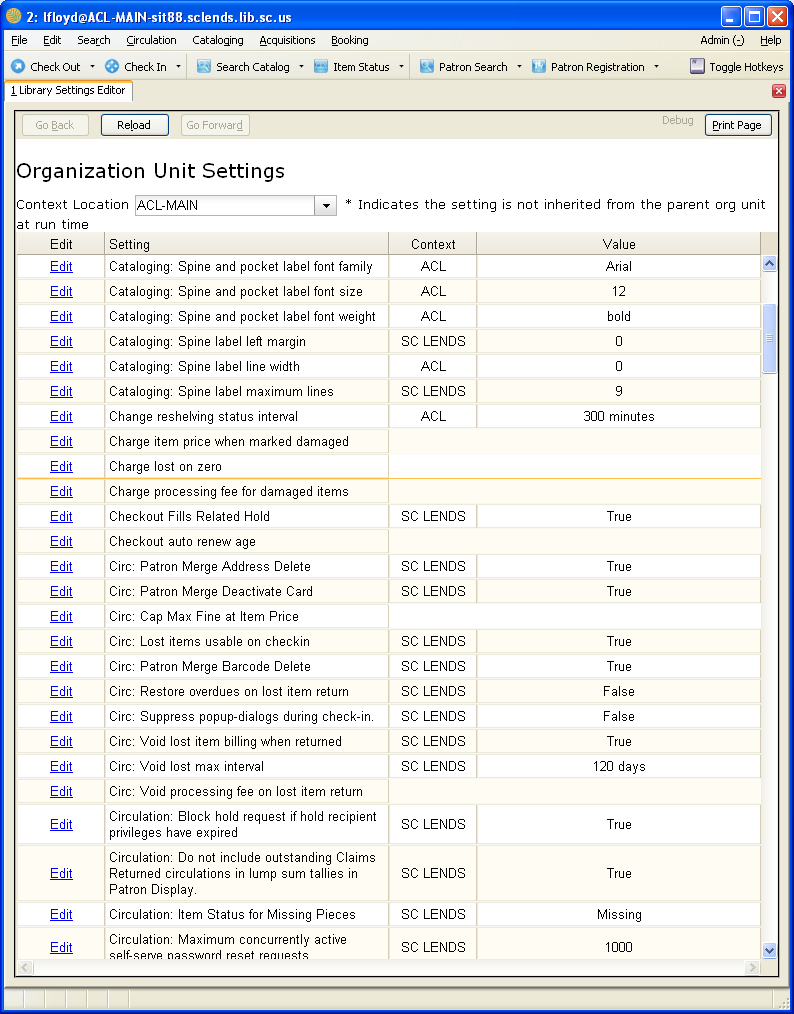 2: lfloyd@ACL-MAIN-sit88.sclends.lib.sc.us
File Edit Search Circulation Cataloging Acquisitions Booking Admin (-) Help
Check Out Check In Search Catalog Item Status Patron Search Patron Registration Toggle Hotkeys
1 Library Settings Editor
Go Back Reload Go Forward Debug Print Page
Organization Unit Settings
Context Location ACL-MAIN * Indicates the setting is not inherited from the parent org unit
at run time
Edit Setting Context Value
Edit Cataloging: Spine and pocket label font family ACL Arial
Edit Cataloging: Spine and pocket label font size ACL 12
Edit Cataloging: Spine and pocket label font weight ACL bold
Edit Cataloging: Spine label left margin SC LENDS 0
Edit Cataloging: Spine label line width ACL 0
Edit Cataloging: Spine label maximum lines SC LENDS 9
Edit Change reshelving status interval ACL 300 minutes
Edit Charge item price when marked damaged
Edit Charge lost on zero
Edit Charge processing fee for damaged items
Edit Checkout Fills Related Hold SC LENDS True
Edit Checkout auto renew age
Edit Circ: Patron Merge Address Delete SC LENDS True
Edit Circ: Patron Merge Deactivate Card SC LENDS True
Edit Circ: Cap Max Fine at Item Price
Edit Circ: Lost items usable on checkin SC LENDS True
Edit Circ: Patron Merge Barcode Delete SC LENDS True
Edit Circ: Restore overdues on lost item return SC LENDS False
Edit Circ: Suppress popup-dialogs during check-in. SC LENDS False
Edit Circ: Void lost item billing when returned SC LENDS True
Edit Circ: Void lost max interval SC LENDS 120 days
Edit Circ: Void processing fee on lost item return
Edit Circulation: Block hold request if hold recipient
privileges have expired SC LENDS True
Edit Circulation: Do not include outstanding Claims
Returned circulations in lump sum tallies in
Patron Display. SC LENDS True
Edit Circulation: Item Status for Missing Pieces SC LENDS Missing
Edit Circulation: Maximum concurrently active
self-serve password reset requests SC LENDS 1000